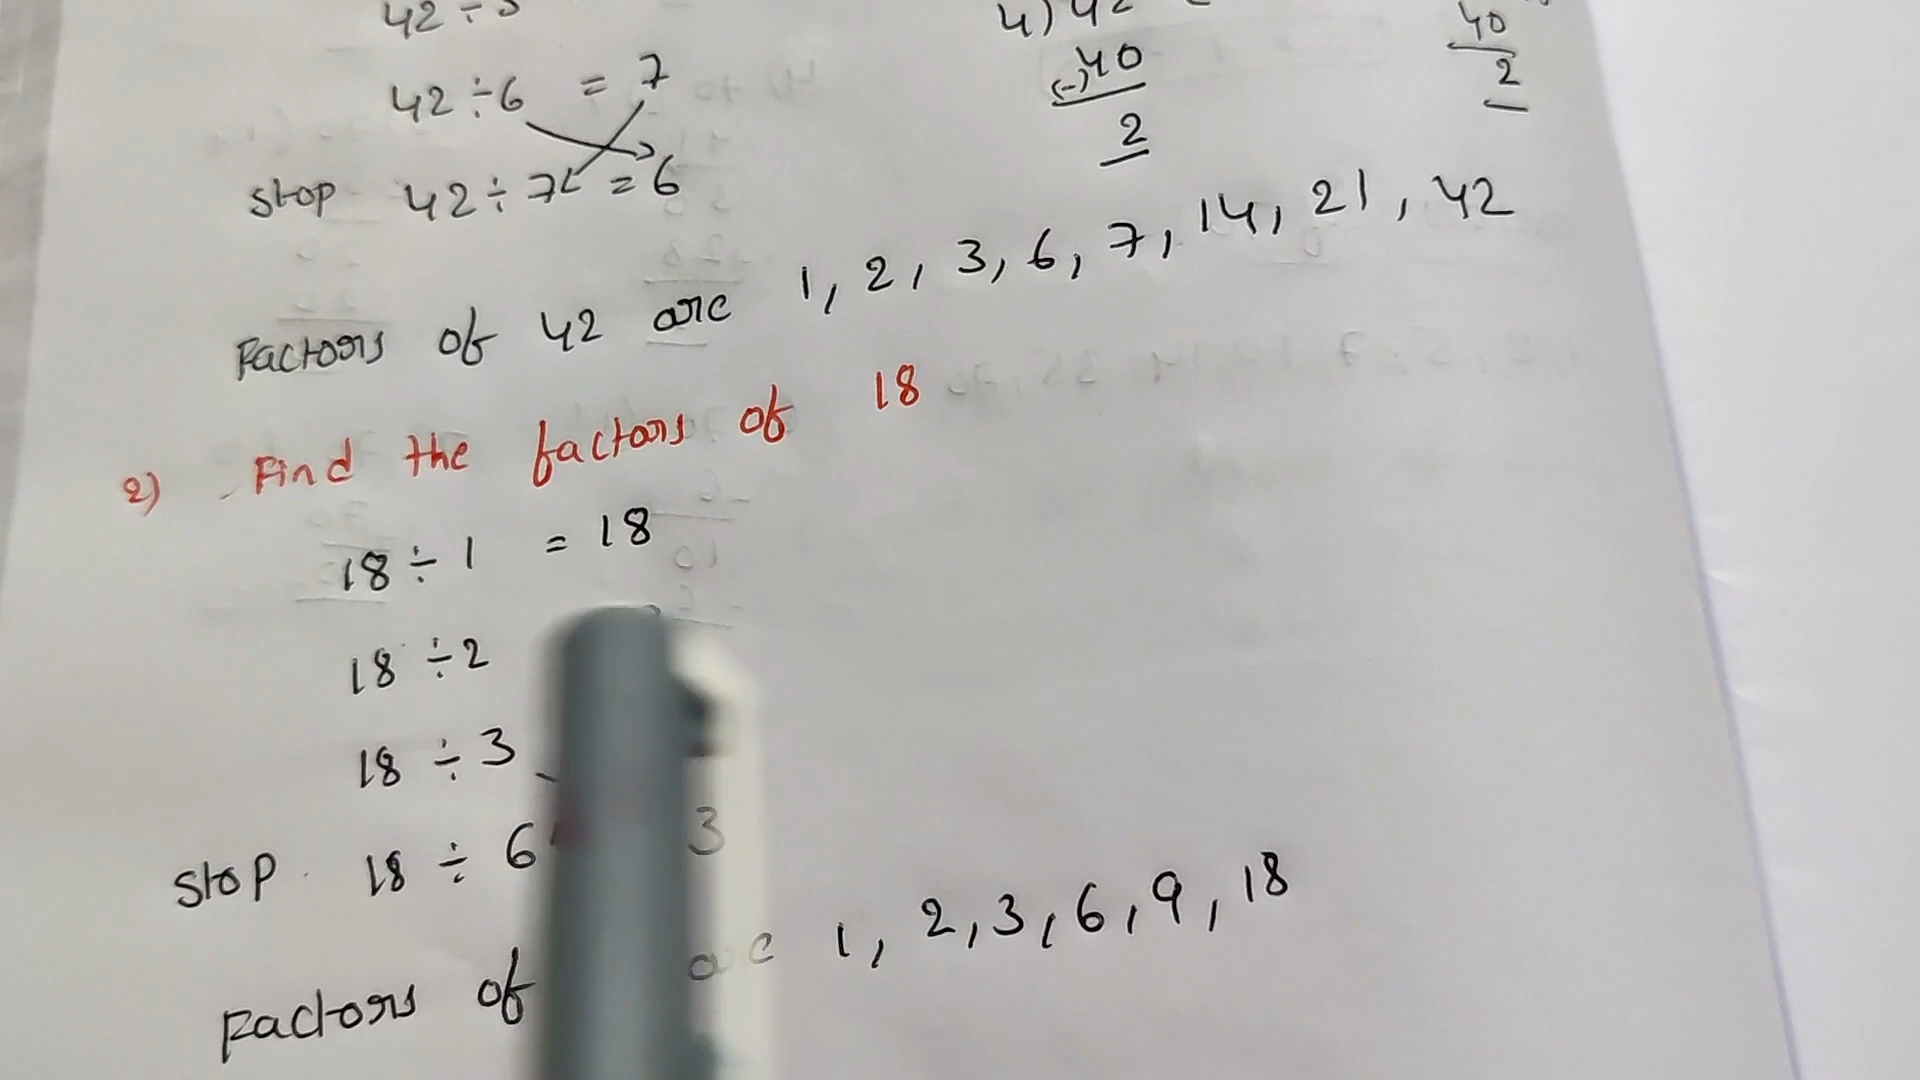 42 ÷
42 ÷ 6 = 7
stop 42 ÷ 7 = 6
4) 42
(-) 40
2
40
2
Factors of 42 are 1, 2, 3, 6, 7, 14, 21, 42
2) Find the factors of 18
18 ÷ 1 = 18
18 ÷ 2
18 ÷ 3
stop 18 ÷ 6 3
Factors of are 1, 2, 3, 6, 9, 18